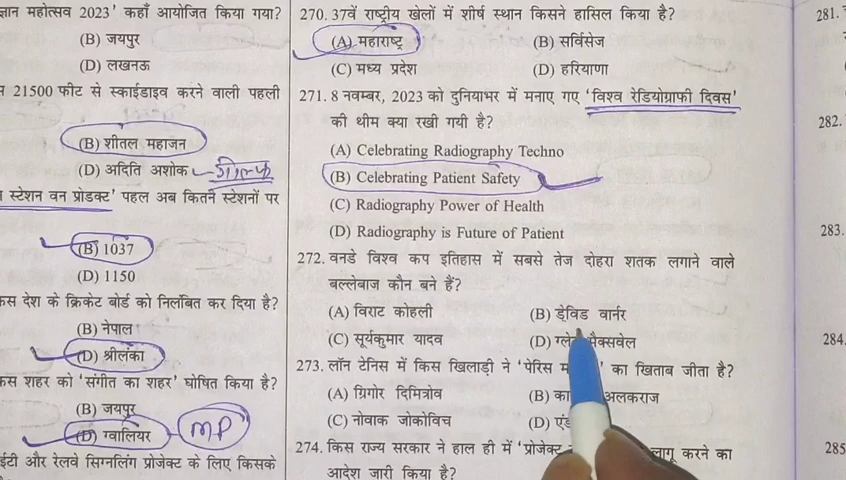 ज्ञान महोत्सव 2023' कहाँ आयोजित किया गया?
(B) जयपुर
(D) लखनऊ
21500 फीट से स्काईडाइव करने वाली पहली
(B) शीतल महाजन
(D) अदिति अशोक गोल्फ
स्टेशन वन प्रोडक्ट' पहल अब कितने स्टेशनों पर
(B) 1037
(D) 1150
किस देश के क्रिकेट बोर्ड को निलंबित कर दिया है?
(B) नेपाल
(D) श्रीलंका
किस शहर को 'संगीत का शहर' घोषित किया है?
(B) जयपुर
(D) ग्वालियर MP
और रेलवे सिग्नलिंग प्रोजेक्ट के लिए किसके
270. 37वें राष्ट्रीय खेलों में शीर्ष स्थान किसने हासिल किया है?
(A) महाराष्ट्र (B) सर्विसेज
(C) मध्य प्रदेश (D) हरियाणा
271. 8 नवम्बर, 2023 को दुनियाभर में मनाए गए 'विश्व रेडियोग्राफी दिवस'
की थीम क्या रखी गयी है?
(A) Celebrating Radiography Techno
(B) Celebrating Patient Safety
(C) Radiography Power of Health
(D) Radiography is Future of Patient
272. वनडे विश्व कप इतिहास में सबसे तेज दोहरा शतक लगाने वाले
बल्लेबाज कौन बने हैं?
(A) विराट कोहली (B) डेविड वार्नर
(C) सूर्यकुमार यादव (D) मैक्सवेल
273. लॉन टेनिस में किस खिलाड़ी ने 'पेरिस का खिताब जीता है?
(A) ग्रिगोर दिमित्रोव (B) अलकराज
(C) नोवाक जोकोविच (D)
274. किस राज्य सरकार ने हाल ही में 'प्रोजेक्ट लागू करने का
आदेश जारी किया है?
281.
282.
283.
284.
285